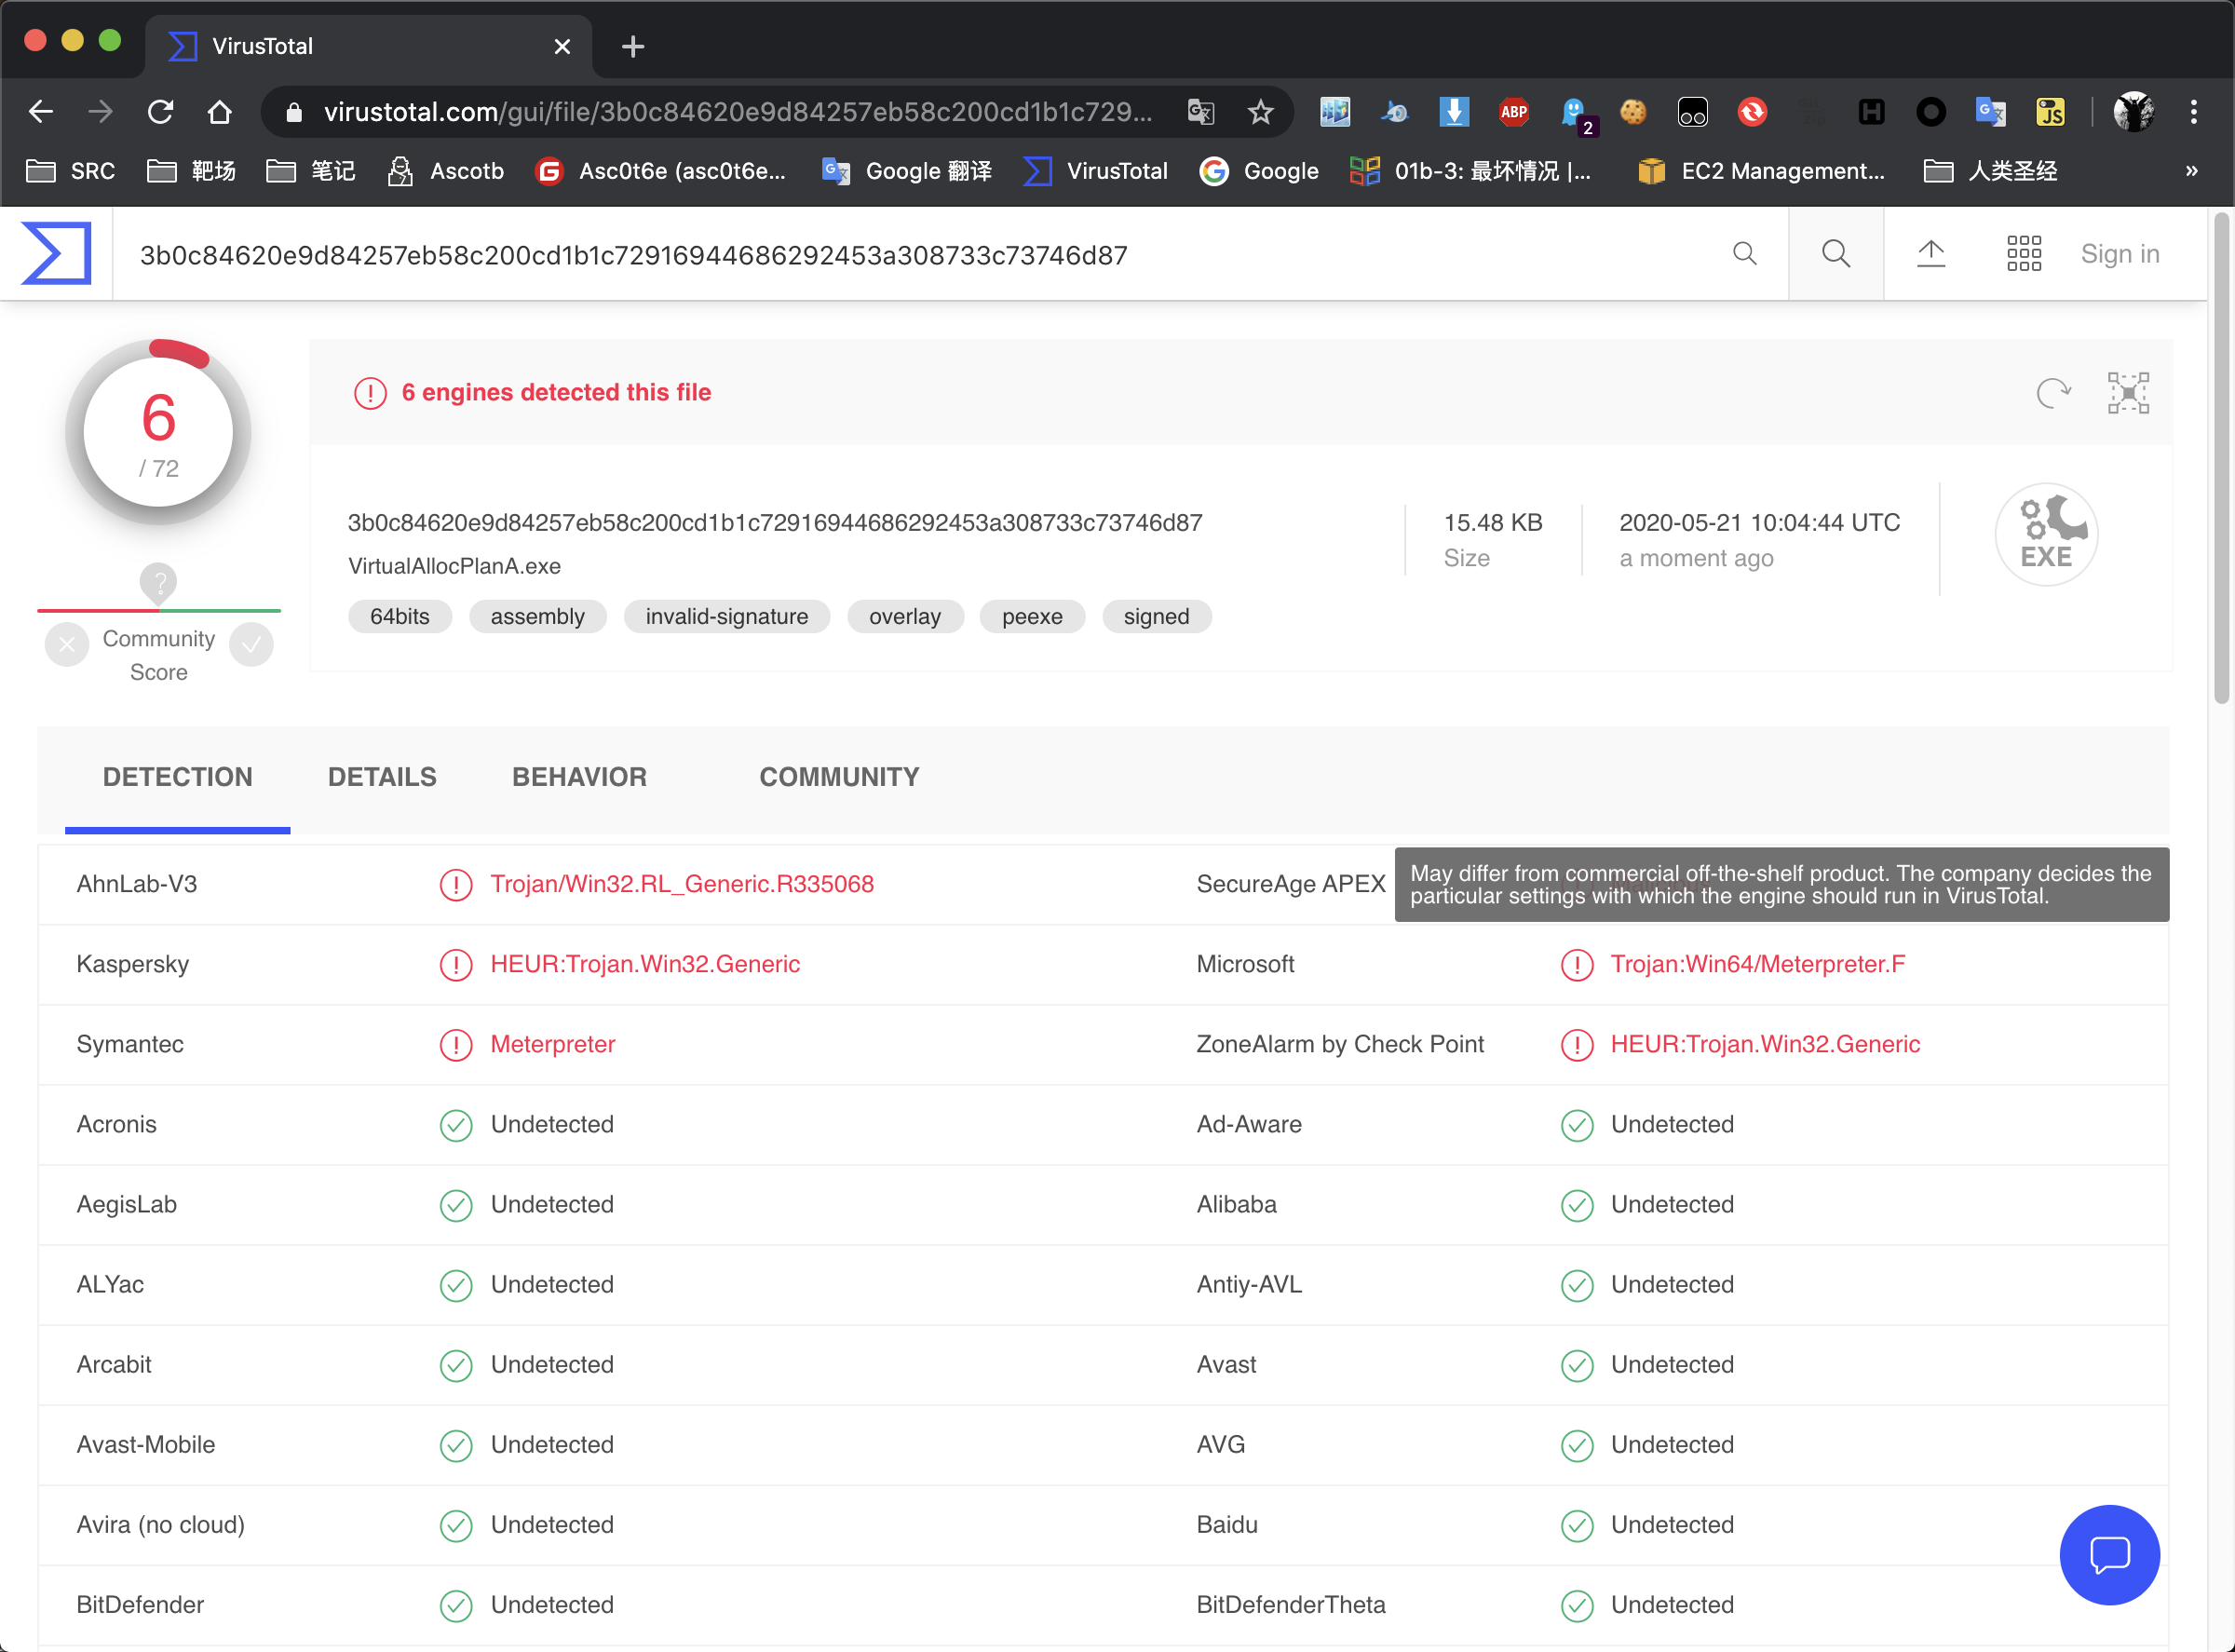 VirusTotal
virustotal.com/gui/file/3b0c84620e9d84257eb58c200cd1b1c729...
ABP
2
JS
SRC
靶场
笔记
Ascotb
Asc0t6e (asc0t6e...
Google 翻译
VirusTotal
Google
01b-3: 最坏情况 |...
EC2 Management...
人类圣经
»
3b0c84620e9d84257eb58c200cd1b1c72916944686292453a308733c73746d87
Sign in
6
/ 72
6 engines detected this file
3b0c84620e9d84257eb58c200cd1b1c72916944686292453a308733c73746d87
VirtualAllocPlanA.exe
64bits
assembly
invalid-signature
overlay
peexe
signed
15.48 KB
Size
2020-05-21 10:04:44 UTC
a moment ago
EXE
?
Community
Score
DETECTION
DETAILS
BEHAVIOR
COMMUNITY
AhnLab-V3
Trojan/Win32.RL_Generic.R335068
SecureAge APEX
May differ from commercial off-the-shelf product. The company decides the
particular settings with which the engine should run in VirusTotal.
Kaspersky
HEUR:Trojan.Win32.Generic
Microsoft
Trojan:Win64/Meterpreter.F
Symantec
Meterpreter
ZoneAlarm by Check Point
HEUR:Trojan.Win32.Generic
Acronis
Undetected
Ad-Aware
Undetected
AegisLab
Undetected
Alibaba
Undetected
ALYac
Undetected
Antiy-AVL
Undetected
Arcabit
Undetected
Avast
Undetected
Avast-Mobile
Undetected
AVG
Undetected
Avira (no cloud)
Undetected
Baidu
Undetected
BitDefender
Undetected
BitDefenderTheta
Undetected